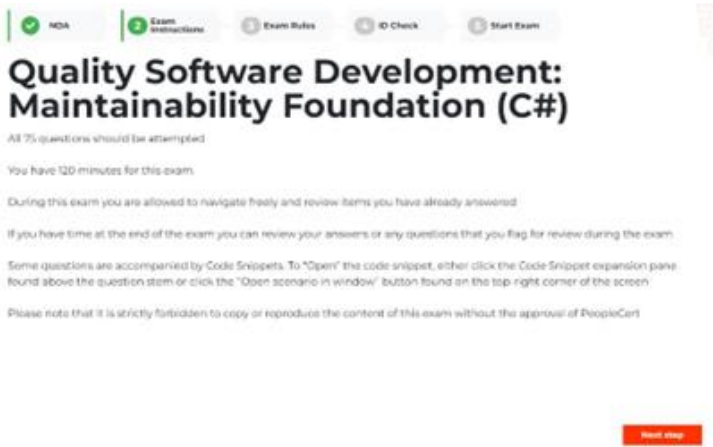 NDA
2 Exam Instructions
3 Exam Rules
4 ID Check
5 Start Exam
Quality Software Development:
Maintainability Foundation (C#)
All 75 questions should be attempted
You have 120 minutes for this exam
During this exam you are allowed to navigate freely and review items you have already answered
If you have time at the end of the exam you can review your answers or any questions that you flag for review during the exam
Some questions are accompanied by Code Snippets. To "Open" the code snippet, either click the Code Snippet expansion pane
found above the question stem or click the "Open scenario in window" button found on the top right corner of the screen
Please note that it is strictly forbidden to copy or reproduce the content of this exam without the approval of PeopleCert
Next step